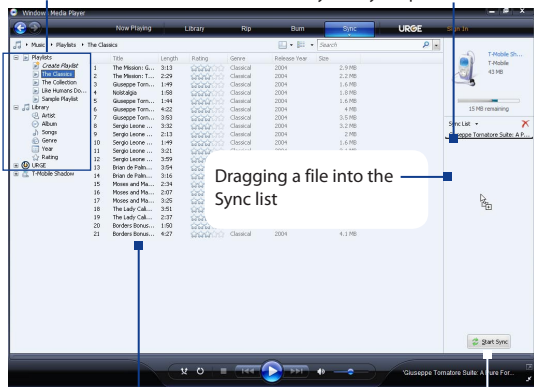 Windows Media Player
Now Playing Library Rip Burn Sync URGE Sign In
Music Playlists The Classics Search
Playlists
Create Playlist
The Classics
The Collection
Like Humans Do...
Sample Playlist
Library
Artist
Album
Songs
Genre
Year
Rating
URGE
T-Mobile Shadow
Title Length Rating Genre Release Year Size
1 The Mission: G... 3:13 Classical 2004 2.9 MB
2 The Mission: T... 2:29 Classical 2004 2.2 MB
3 Giuseppe Torn... 1:49 Classical 2004 1.6 MB
4 Nolstalgia 1:58 Classical 2004 1.8 MB
5 Giuseppe Torn... 1:44 Classical 2004 1.6 MB
6 Giuseppe Torn... 4:22 Classical 2004 4 MB
7 Giuseppe Torn... 3:53 Classical 2004 3.5 MB
8 Sergio Leone ... 3:32 Classical 2004 3.2 MB
9 Sergio Leone ... 2:13 Classical 2004 2 MB
10 Sergio Leone ... 1:49 Classical 2004 1.6 MB
11 Sergio Leone ... 3:21 Classical 2004
12 Sergio Leone ... 3:59
13 Brian de Palm... 3:54
14 Brian de Palm... 3:16
15 Moses and Ma... 2:34
16 Moses and Ma... 2:07
17 Moses and Ma... 3:25
18 The Lady Cali... 3:51
19 The Lady Cali... 2:37
20 Borders Bonus... 1:50
21 Borders Bonus... 4:27 Classical 2004 4.1 MB
Dragging a file into the
Sync list
T-Mobile Sh...
T-Mobile
43 MB
15 MB remaining
Sync List
Giuseppe Tornatore Suite: A P...
Start Sync
'Giuseppe Tornatore Suite: A Pure For...